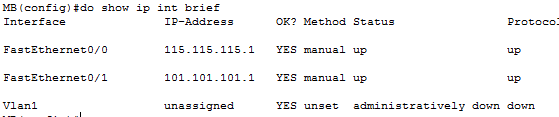 MB(config)#do show ip int brief
Interface IP-Address OK? Method Status Protocol
FastEthernet0/0 115.115.115.1 YES manual up up
FastEthernet0/1 101.101.101.1 YES manual up up
Vlan1 unassigned YES unset administratively down down